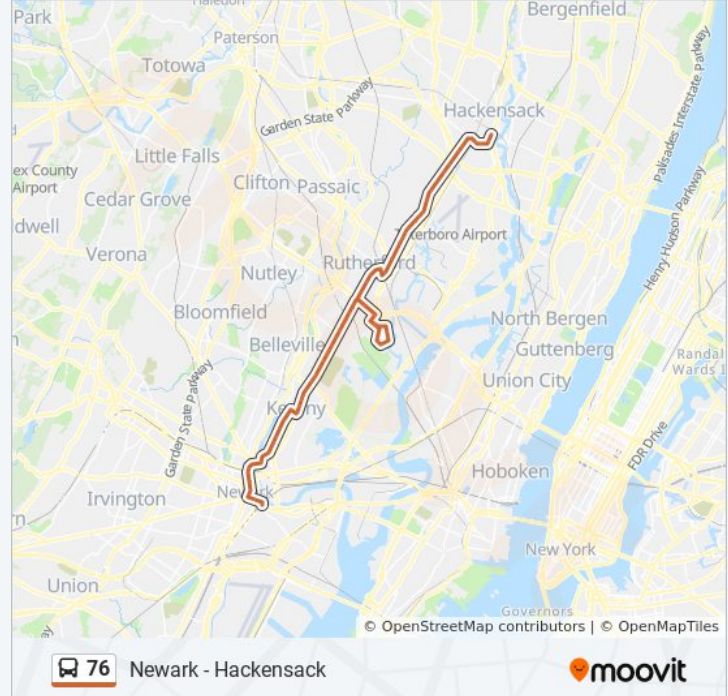 Park
Haledon
Bergenfield
Paterson
Totowa
Hackensack
Garden State Parkway
Palisades Interstate Parkway
Little Falls
ex County
Airport
Clifton
Passaic
Cedar Grove
Henry Hudson Parkway
dwell
Verona
Teterboro Airport
Rutherford
Nutley
Bloomfield
North Bergen
Belleville
Guttenberg
Randal
Wards I
Union City
Garden State Parkway
Kearny
FDR Drive
Newark
Hoboken
Irvington
New York
Union
Governors
© OpenStreetMap contributors | © OpenMapTiles
76 Newark - Hackensack
moovit